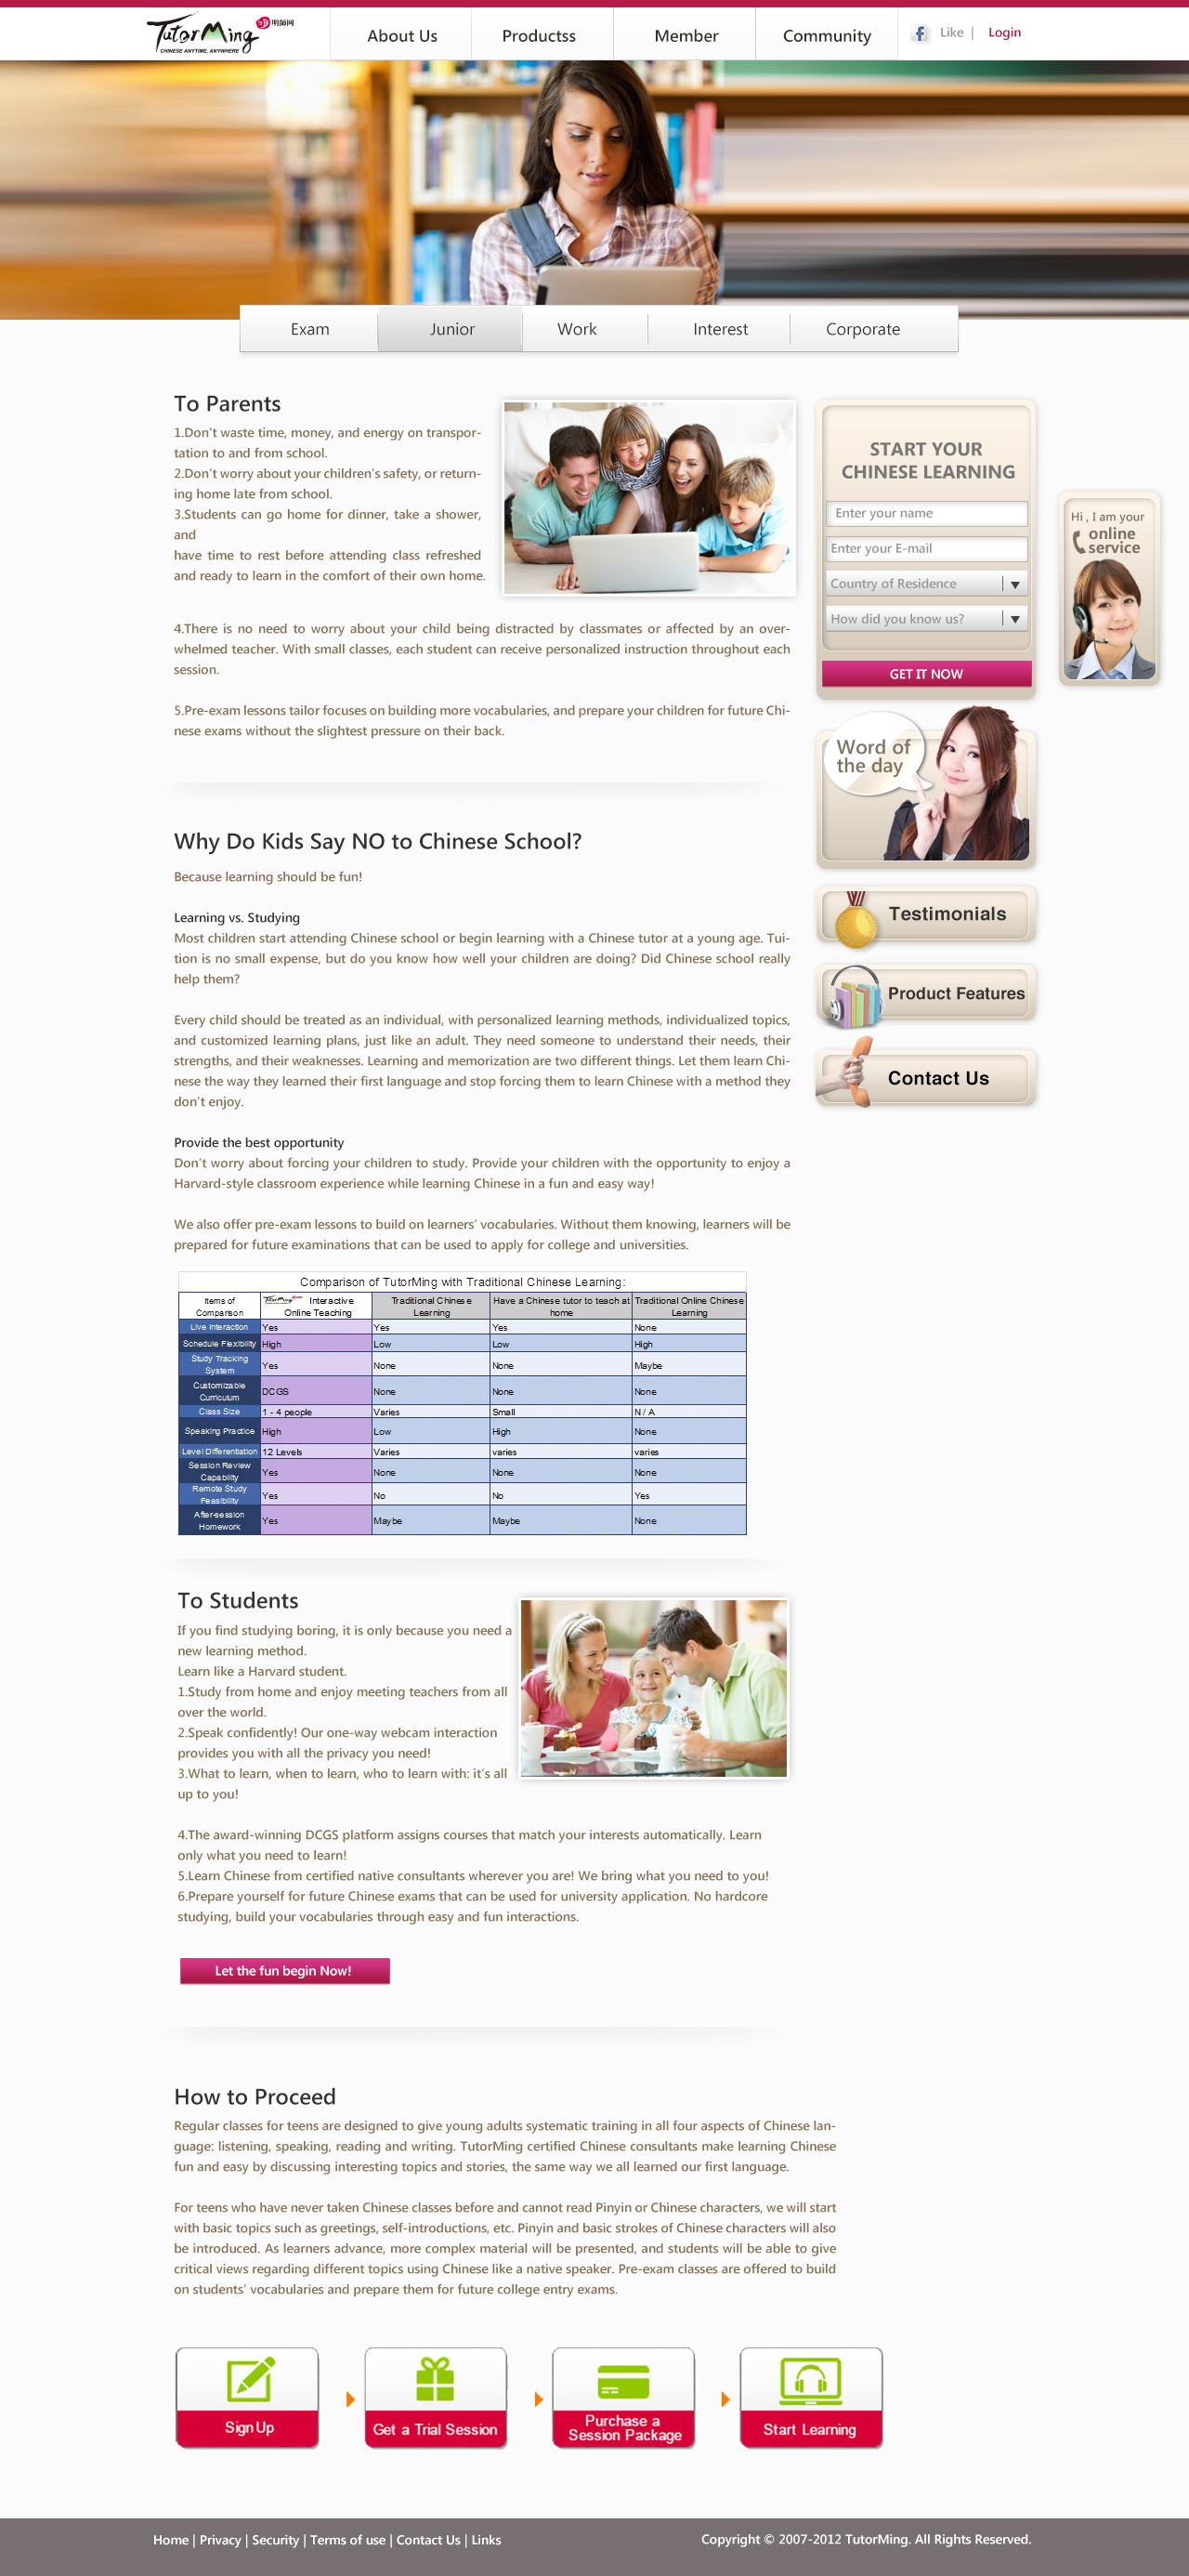 TutorMing 明師网
CHINESE ANYTIME, ANYWHERE
About Us
Productss
Member
Community
Like | Login
Exam
Junior
Work
Interest
Corporate
To Parents
1.Don't waste time, money, and energy on transpor-
tation to and from school.
2.Don't worry about your children's safety, or return-
ing home late from school.
3.Students can go home for dinner, take a shower,
and
have time to rest before attending class refreshed
and ready to learn in the comfort of their own home.
4.There is no need to worry about your child being distracted by classmates or affected by an over-
whelmed teacher. With small classes, each student can receive personalized instruction throughout each
session.
5.Pre-exam lessons tailor focuses on building more vocabularies, and prepare your children for future Chi-
nese exams without the slightest pressure on their back.
START YOUR
CHINESE LEARNING
Enter your name
Enter your E-mail
Country of Residence
How did you know us?
GET IT NOW
Hi , I am your
online
service
Word of
the day
Testimonials
Product Features
Contact Us
Why Do Kids Say NO to Chinese School?
Because learning should be fun!
Learning vs. Studying
Most children start attending Chinese school or begin learning with a Chinese tutor at a young age. Tui-
tion is no small expense, but do you know how well your children are doing? Did Chinese school really
help them?
Every child should be treated as an individual, with personalized learning methods, individualized topics,
and customized learning plans, just like an adult. They need someone to understand their needs, their
strengths, and their weaknesses. Learning and memorization are two different things. Let them learn Chi-
nese the way they learned their first language and stop forcing them to learn Chinese with a method they
don't enjoy.
Provide the best opportunity
Don't worry about forcing your children to study. Provide your children with the opportunity to enjoy a
Harvard-style classroom experience while learning Chinese in a fun and easy way!
We also offer pre-exam lessons to build on learners' vocabularies. Without them knowing, learners will be
prepared for future examinations that can be used to apply for college and universities.
Comparison of TutorMing with Traditional Chinese Learning:
Items of Comparison | TutorMing Interactive Online Teaching | Traditional Chinese Learning | Have a Chinese tutor to teach at home | Traditional Online Chinese Learning
Live Interaction | Yes | Yes | Yes | None
Schedule Flexibility | High | Low | Low | High
Study Tracking System | Yes | None | None | Maybe
Customizable Curriculum | DCGS | None | None | None
Class Size | 1 - 4 people | Varies | Small | N / A
Speaking Practice | High | Low | High | None
Level Differentiation | 12 Levels | Varies | varies | varies
Session Review Capability | Yes | None | None | None
Remote Study Feasibility | Yes | No | No | Yes
After-session Homework | Yes | Maybe | Maybe | None
To Students
If you find studying boring, it is only because you need a
new learning method.
Learn like a Harvard student.
1.Study from home and enjoy meeting teachers from all
over the world.
2.Speak confidently! Our one-way webcam interaction
provides you with all the privacy you need!
3.What to learn, when to learn, who to learn with: it's all
up to you!
4.The award-winning DCGS platform assigns courses that match your interests automatically. Learn
only what you need to learn!
5.Learn Chinese from certified native consultants wherever you are! We bring what you need to you!
6.Prepare yourself for future Chinese exams that can be used for university application. No hardcore
studying, build your vocabularies through easy and fun interactions.
Let the fun begin Now!
How to Proceed
Regular classes for teens are designed to give young adults systematic training in all four aspects of Chinese lan-
guage: listening, speaking, reading and writing. TutorMing certified Chinese consultants make learning Chinese
fun and easy by discussing interesting topics and stories, the same way we all learned our first language.
For teens who have never taken Chinese classes before and cannot read Pinyin or Chinese characters, we will start
with basic topics such as greetings, self-introductions, etc. Pinyin and basic strokes of Chinese characters will also
be introduced. As learners advance, more complex material will be presented, and students will be able to give
critical views regarding different topics using Chinese like a native speaker. Pre-exam classes are offered to build
on students' vocabularies and prepare them for future college entry exams.
Sign Up
Get a Trial Session
Purchase a
Session Package
Start Learning
Home | Privacy | Security | Terms of use | Contact Us | Links
Copyright © 2007-2012 TutorMing. All Rights Reserved.